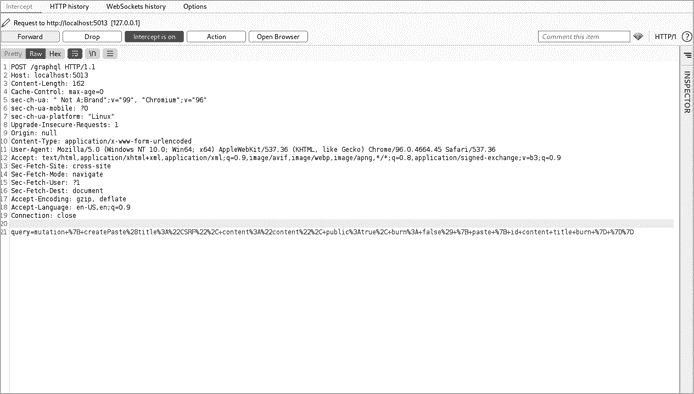 Intercept HTTP history WebSockets history Options
Request to http://localhost:5013 [127.0.0.1]
Forward Drop Intercept is on Action Open Browser Comment this item HTTP/1 ?
Pretty Raw Hex \n
INSPECTOR
1 POST /graphql HTTP/1.1
2 Host: localhost:5013
3 Content-Length: 162
4 Cache-Control: max-age=0
5 sec-ch-ua: " Not A;Brand";v="99", "Chromium";v="96"
6 sec-ch-ua-mobile: ?0
7 sec-ch-ua-platform: "Linux"
8 Upgrade-Insecure-Requests: 1
9 Origin: null
10 Content-Type: application/x-www-form-urlencoded
11 User-Agent: Mozilla/5.0 (Windows NT 10.0; Win64; x64) AppleWebKit/537.36 (KHTML, like Gecko) Chrome/96.0.4664.45 Safari/537.36
12 Accept: text/html,application/xhtml+xml,application/xml;q=0.9,image/avif,image/webp,image/apng,*/*;q=0.8,application/signed-exchange;v=b3;q=0.9
13 Sec-Fetch-Site: cross-site
14 Sec-Fetch-Mode: navigate
15 Sec-Fetch-User: ?1
16 Sec-Fetch-Dest: document
17 Accept-Encoding: gzip, deflate
18 Accept-Language: en-US,en;q=0.9
19 Connection: close
20
21 query=mutation+%7B+createPaste%28title%3A%22CSRF%22%2C+content%3A%22content%22%2C+public%3Atrue%2C+burn%3A+false%29+%7B+paste+%7B+id+content+title+burn+%7D+%7D%7D